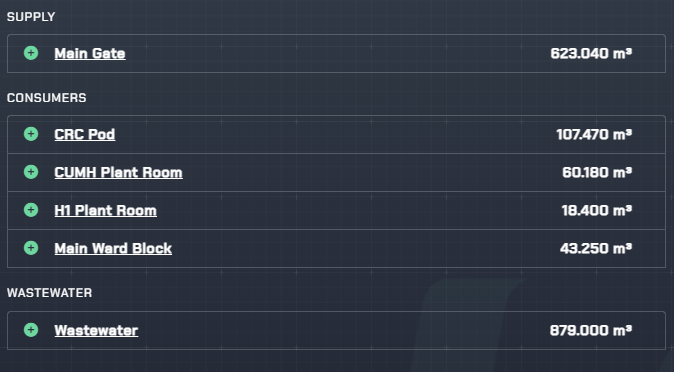 SUPPLY
Main Gate 623.040 m³
CONSUMERS
CRC Pod 107.470 m³
CUMH Plant Room 60.180 m³
H1 Plant Room 18.400 m³
Main Ward Block 43.250 m³
WASTEWATER
Wastewater 879.000 m³